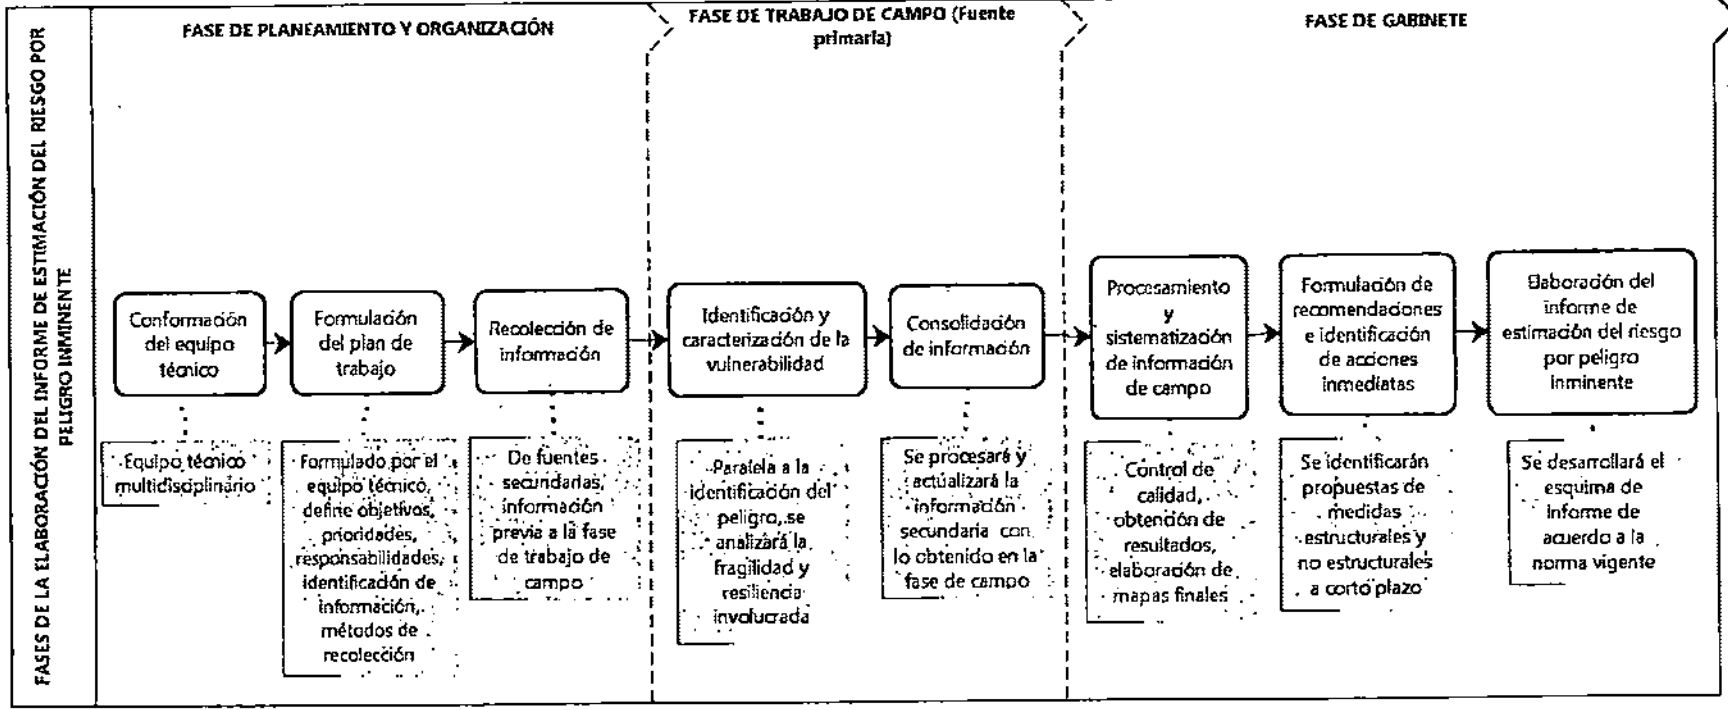 FASES DE LA ELABORACIÓN DEL INFORME DE ESTIMACIÓN DEL RIESGO POR
PELIGRO INMINENTE
FASE DE PLANEAMIENTO Y ORGANIZACIÓN
FASE DE TRABAJO DE CAMPO (Fuente
primaria)
FASE DE GABINETE
Conformación
del equipo
técnico
Formulación
del plan de
trabajo
Recolección de
información
Identificación y
caracterización de la
vulnerabilidad
Consolidación
de información
Procesamiento
y
sistematización
de información
de campo
Formulación de
recomendaciones
e identificación
de acciones
inmediatas
Elaboración del
informe de
estimación del riesgo
por peligro
inminente
Equipo técnico
multidisciplinário
Formulado por el
equipo técnico,
define objetivos,
prioridades,
responsabilidades,
identificación de
información,
métodos de
recolección
De fuentes
secundarias,
información
previa a la fase
de trabajo de
campo
Paralela a la
identificación del
peligro, se
analizará la
fragilidad y
resiliencia
involucrada
Se procesará y
actualizará la
información
secundaria con
lo obtenido en la
fase de campo
Control de
calidad,
obtención de
resultados,
elaboración de
mapas finales
Se identificarán
propuestas de
medidas
estructurales y
no estructurales
a corto plazo
Se desarrollará el
esquima de
informe de
acuerdo a la
norma vigente